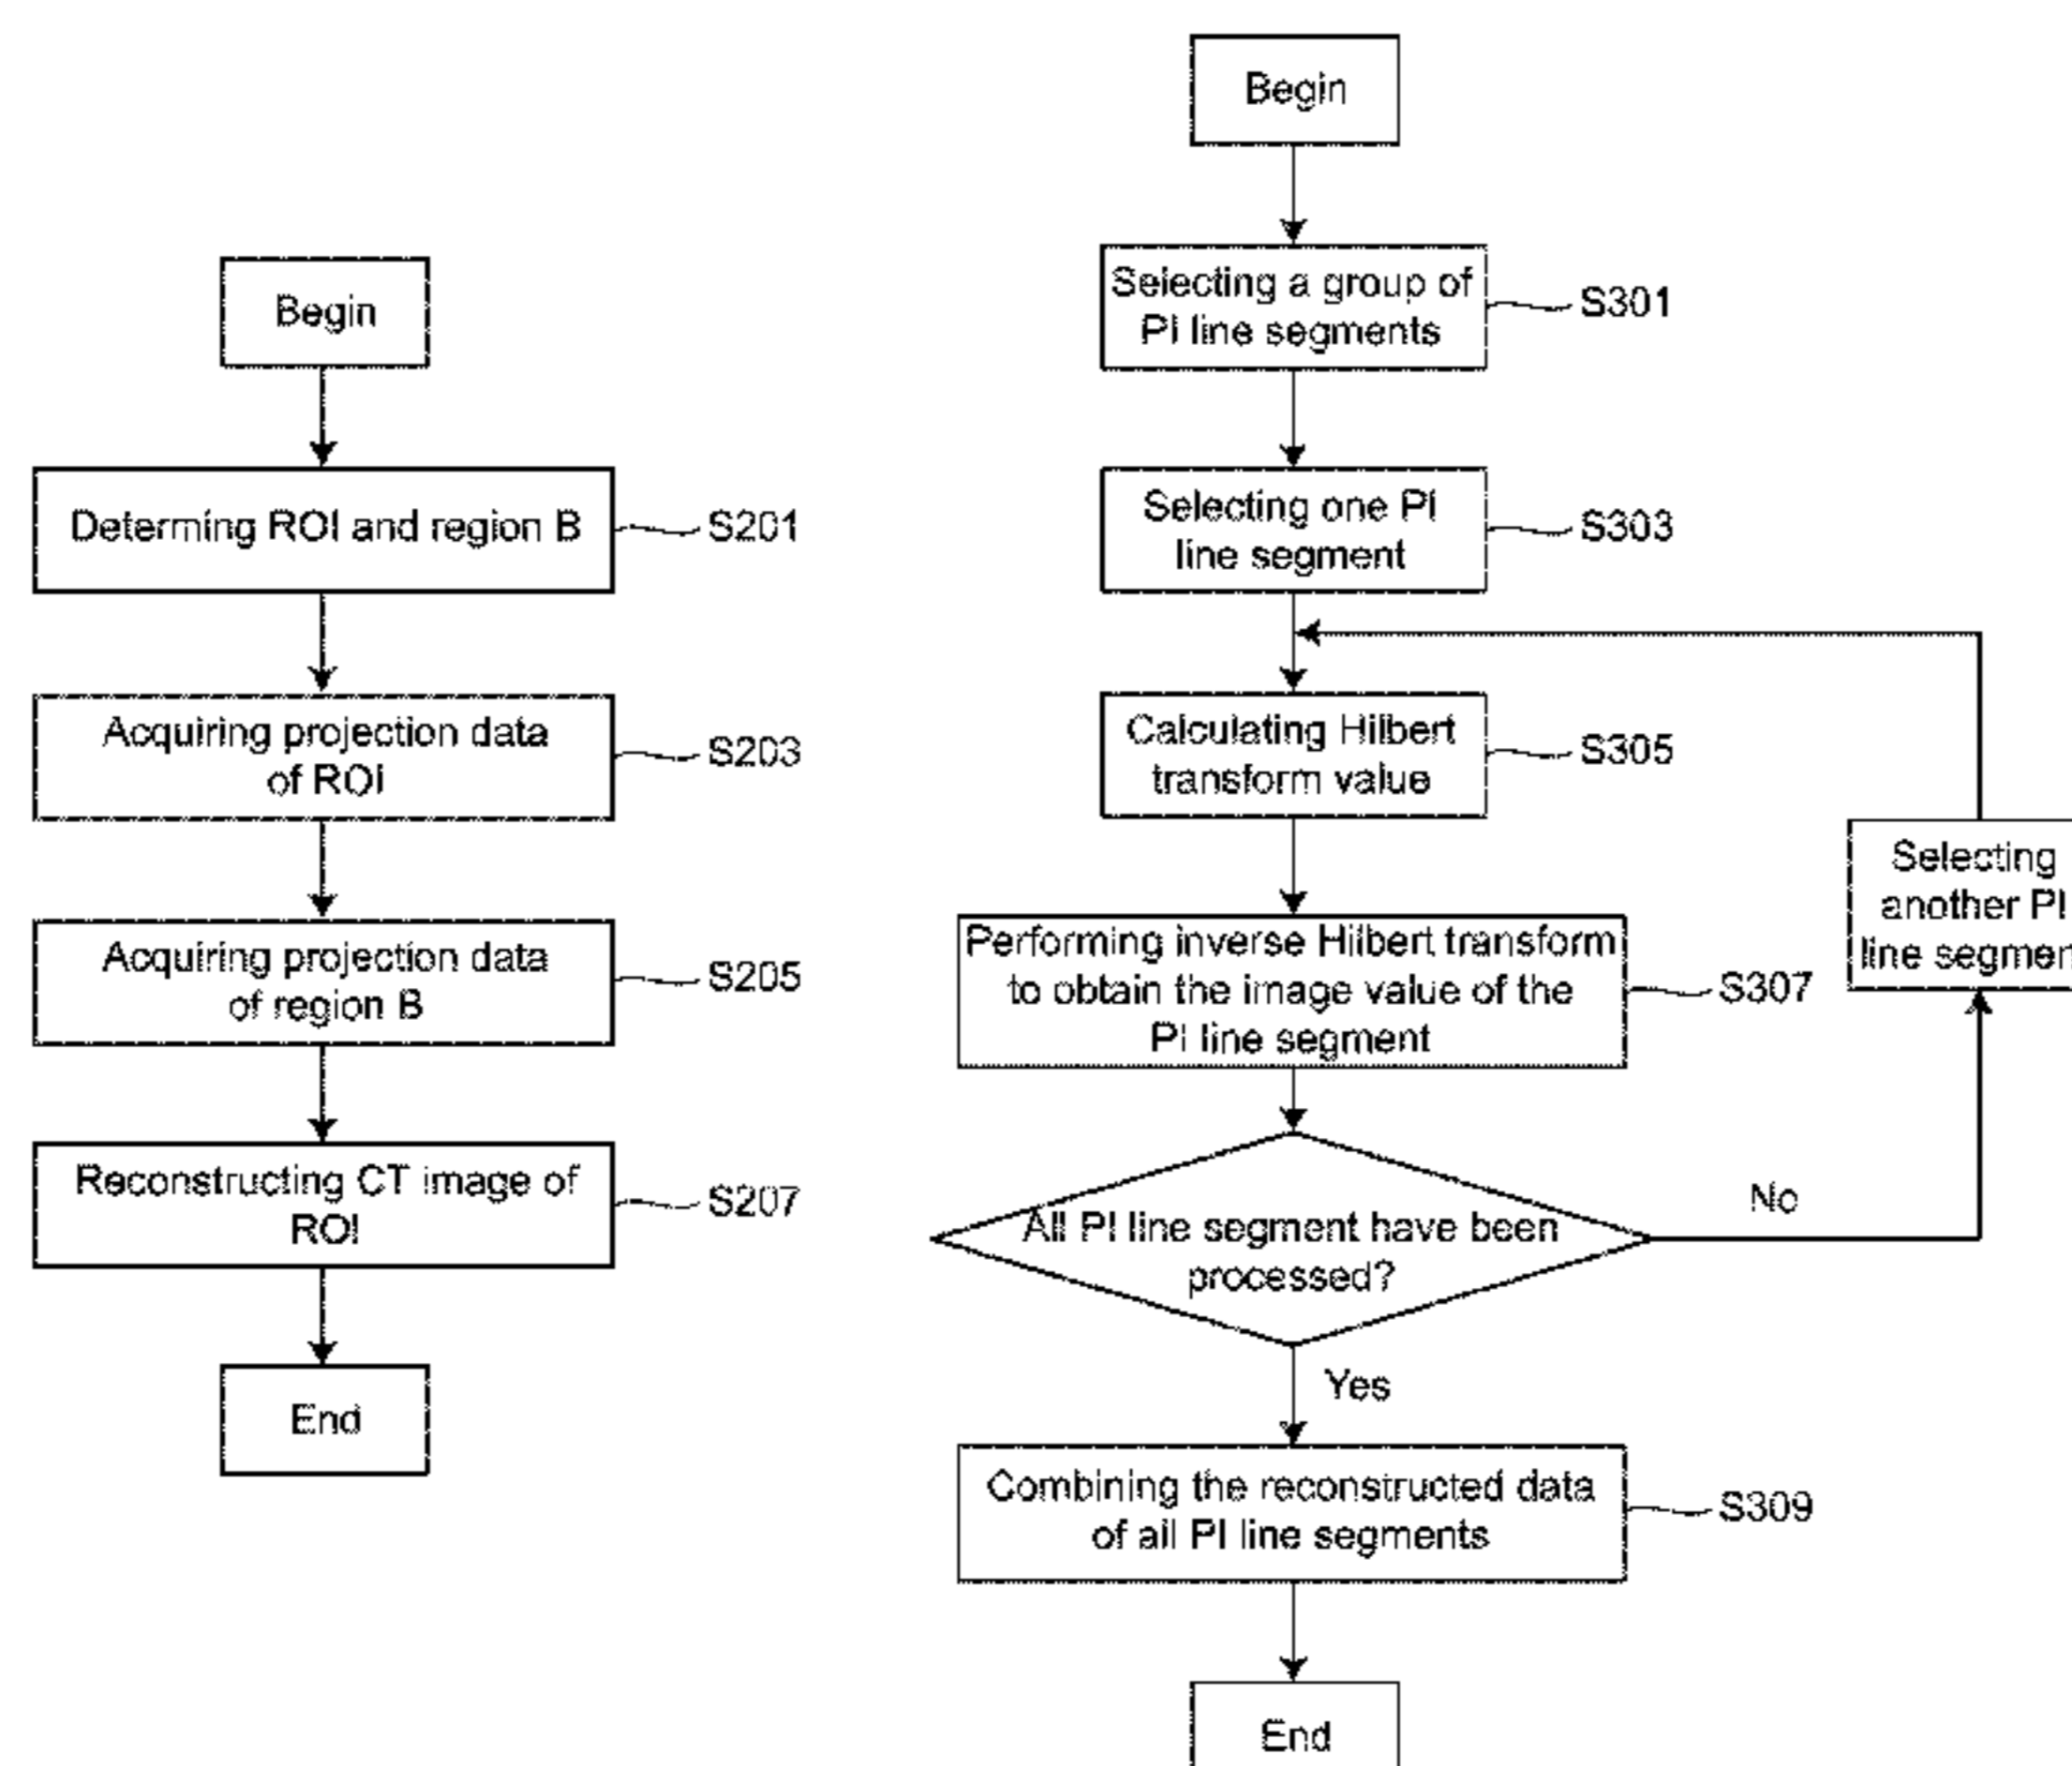 Begin
Determing ROI and region B
S201
Acquiring projection data
of ROI
S203
Acquiring projection data
of region B
S205
Reconstructing CT image of
ROI
S207
End
Begin
Selecting a group of
PI line segments
S301
Selecting one PI
line segment
S303
Calculating Hilbert
transform value
S305
Performing inverse Hilbert transform
to obtain the image value of the
PI line segment
S307
All PI line segment have been
processed?
No
Selecting
another PI
line segmen
Yes
Combining the reconstructed data
of all PI line segments
S309
End